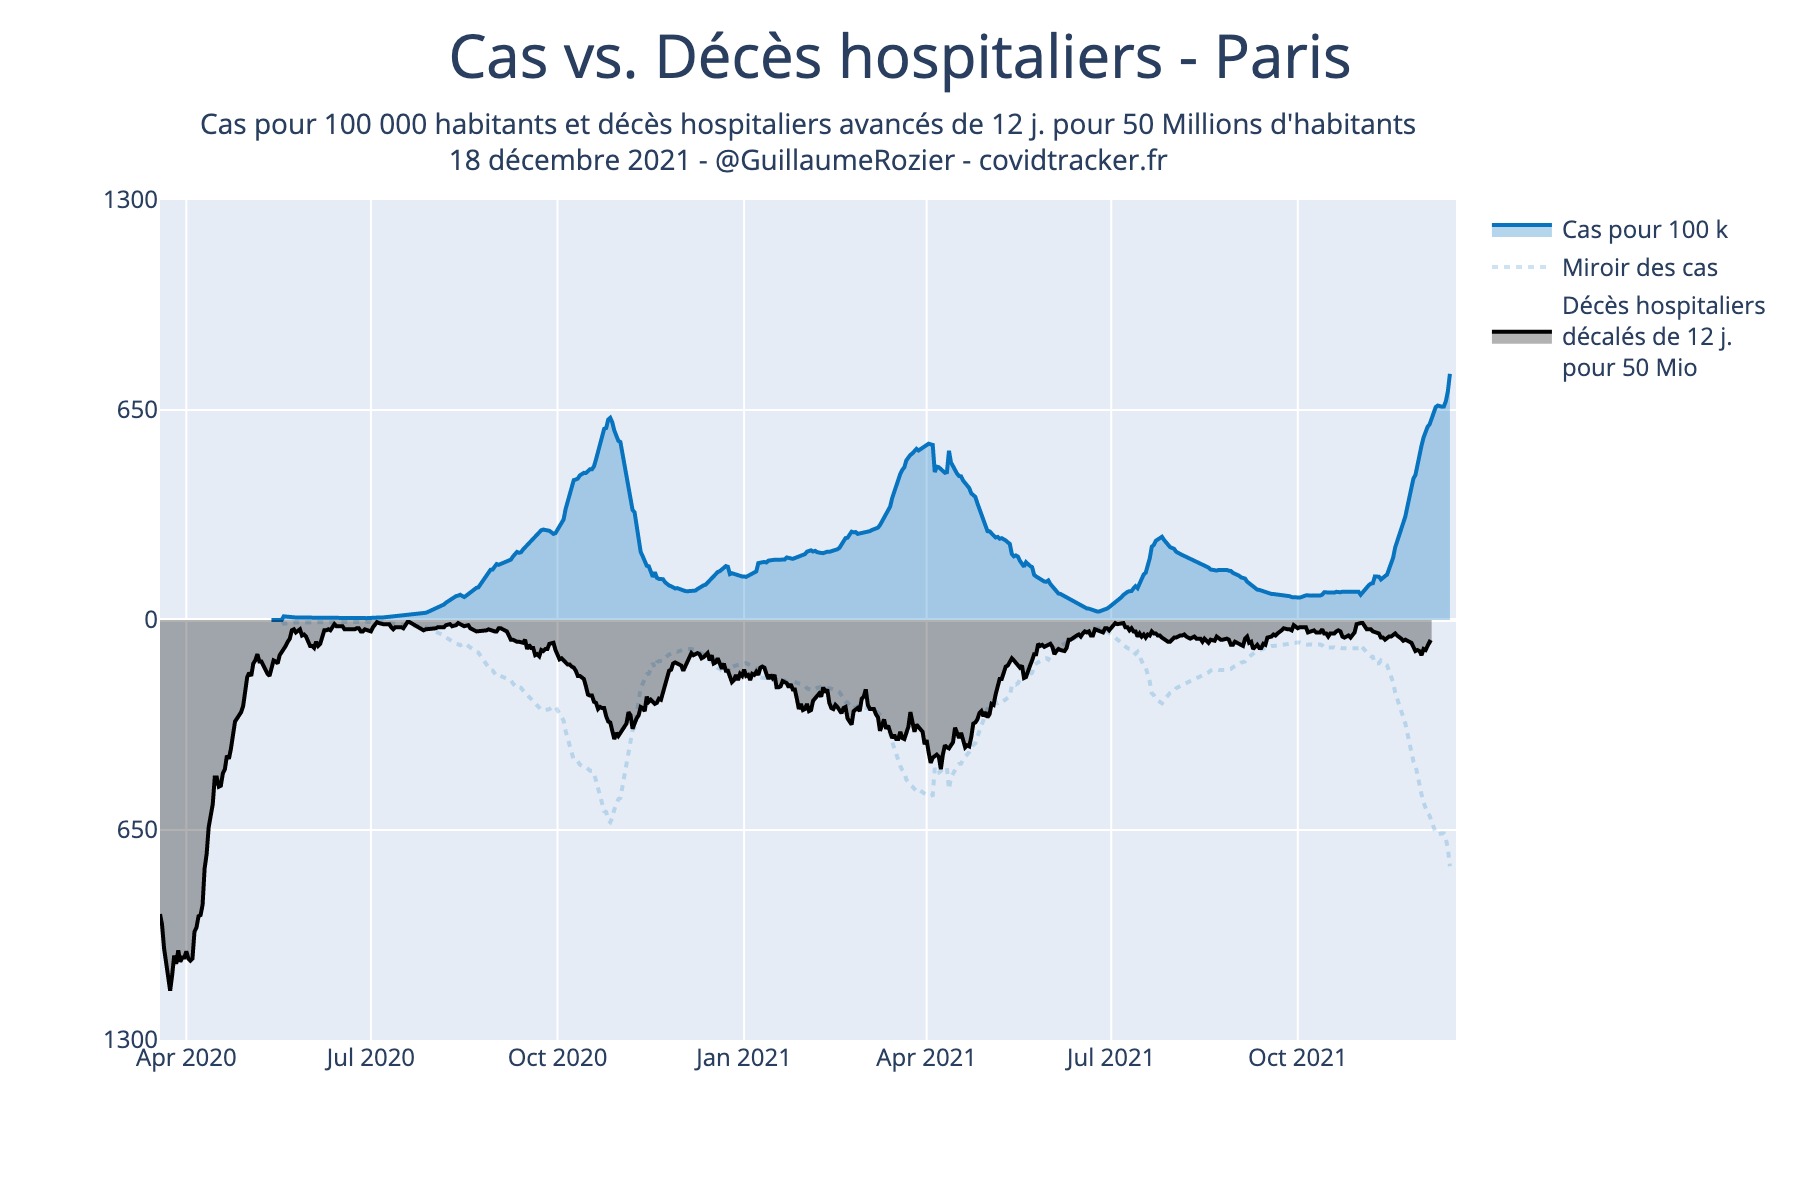 Cas vs. Décès hospitaliers - Paris
Cas pour 100 000 habitants et décès hospitaliers avancés de 12 j. pour 50 Millions d'habitants
18 décembre 2021 - @GuillaumeRozier - covidtracker.fr
1300
650
0
650
1300
Apr 2020
Jul 2020
Oct 2020
Jan 2021
Apr 2021
Jul 2021
Oct 2021
Cas pour 100 k
Miroir des cas
Décès hospitaliers
décalés de 12 j.
pour 50 Mio